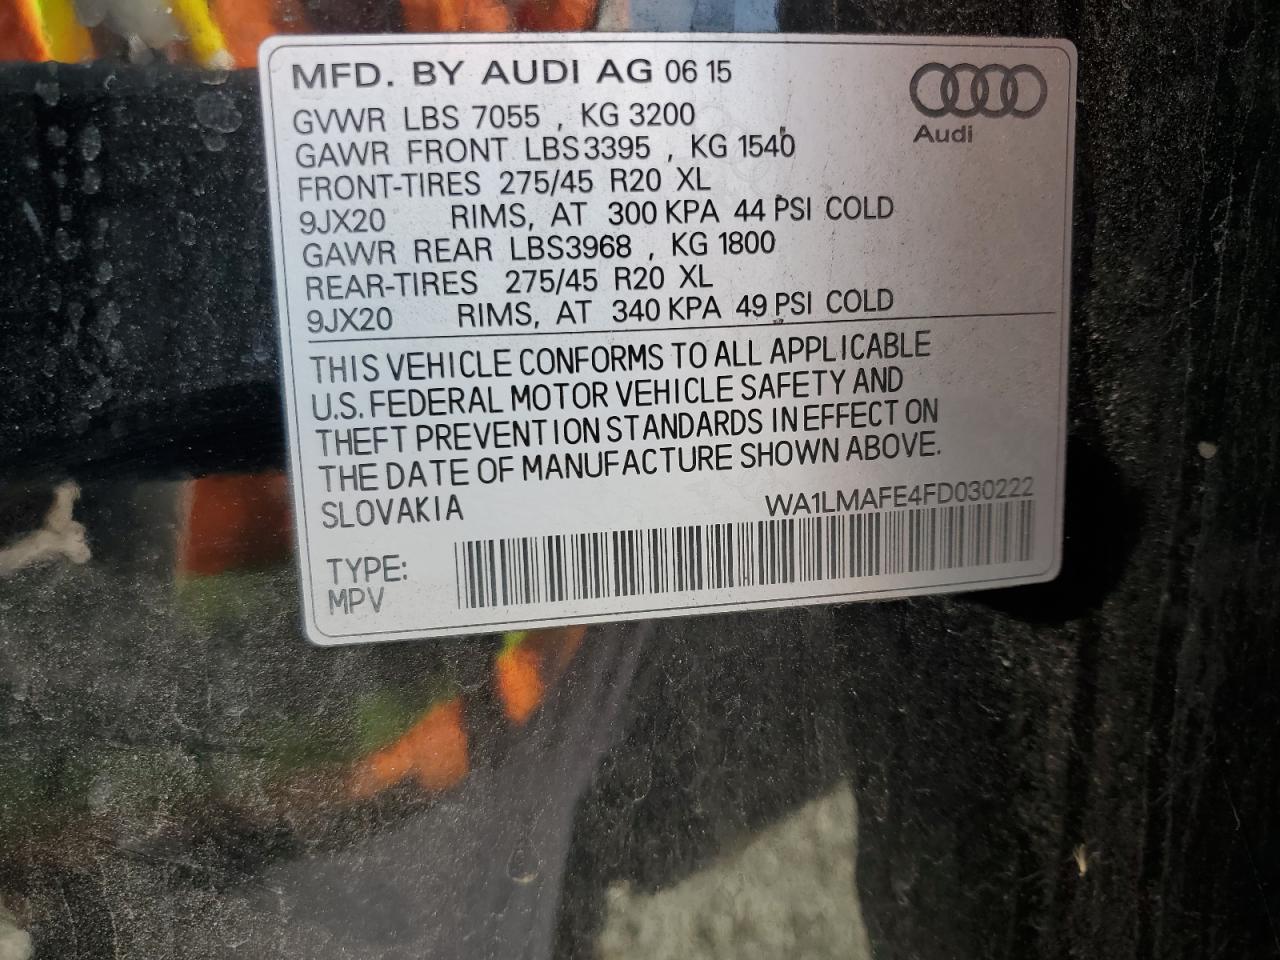 MFD. BY AUDI AG 06 15
Audi
GVWR LBS 7055 , KG 3200
GAWR FRONT LBS3395 , KG 1540
FRONT-TIRES 275/45 R20 XL
9JX20 RIMS, AT 300 KPA 44 PSI COLD
GAWR REAR LBS3968 , KG 1800
REAR-TIRES 275/45 R20 XL
9JX20 RIMS, AT 340 KPA 49 PSI COLD
THIS VEHICLE CONFORMS TO ALL APPLICABLE
U.S. FEDERAL MOTOR VEHICLE SAFETY AND
THEFT PREVENTION STANDARDS IN EFFECT ON
THE DATE OF MANUFACTURE SHOWN ABOVE.
SLOVAKIA WA1LMAFE4FD030222
TYPE:
MPV